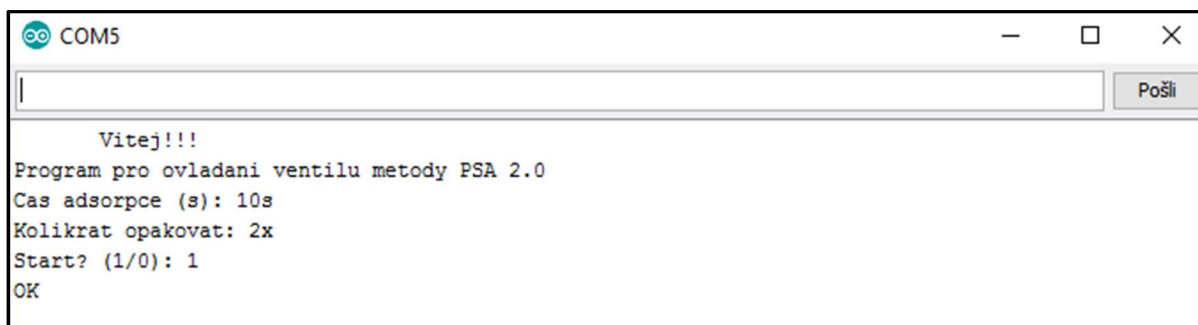 COM5
Pošli
Vitej!!!
Program pro ovladani ventilu metody PSA 2.0
Cas adsorpce (s): 10s
Kolikrat opakovat: 2x
Start? (1/0): 1
OK